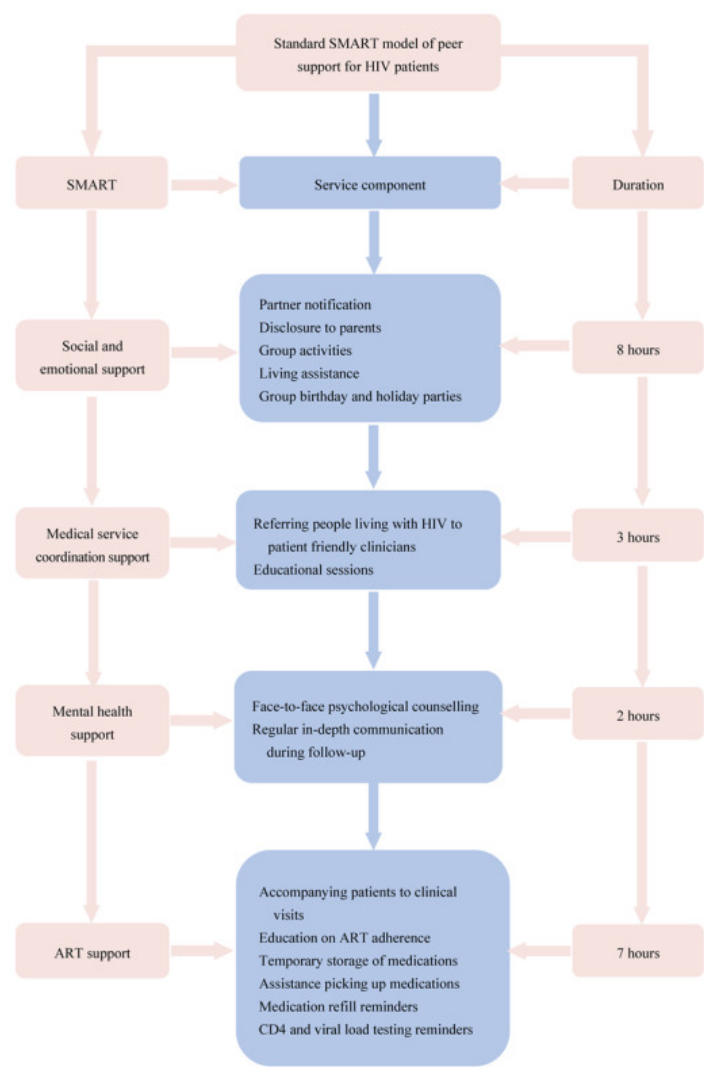 Standard SMART model of peer
support for HIV patients
SMART
Service component
Duration
Social and
emotional support
Partner notification
Disclosure to parents
Group activities
Living assistance
Group birthday and holiday parties
8 hours
Medical service
coordination support
Referring people living with HIV to
patient friendly clinicians
Educational sessions
3 hours
Mental health
support
Face-to-face psychological counselling
Regular in-depth communication
during follow-up
2 hours
ART support
Accompanying patients to clinical
visits
Education on ART adherence
Temporary storage of medications
Assistance picking up medications
Medication refill reminders
CD4 and viral load testing reminders
7 hours